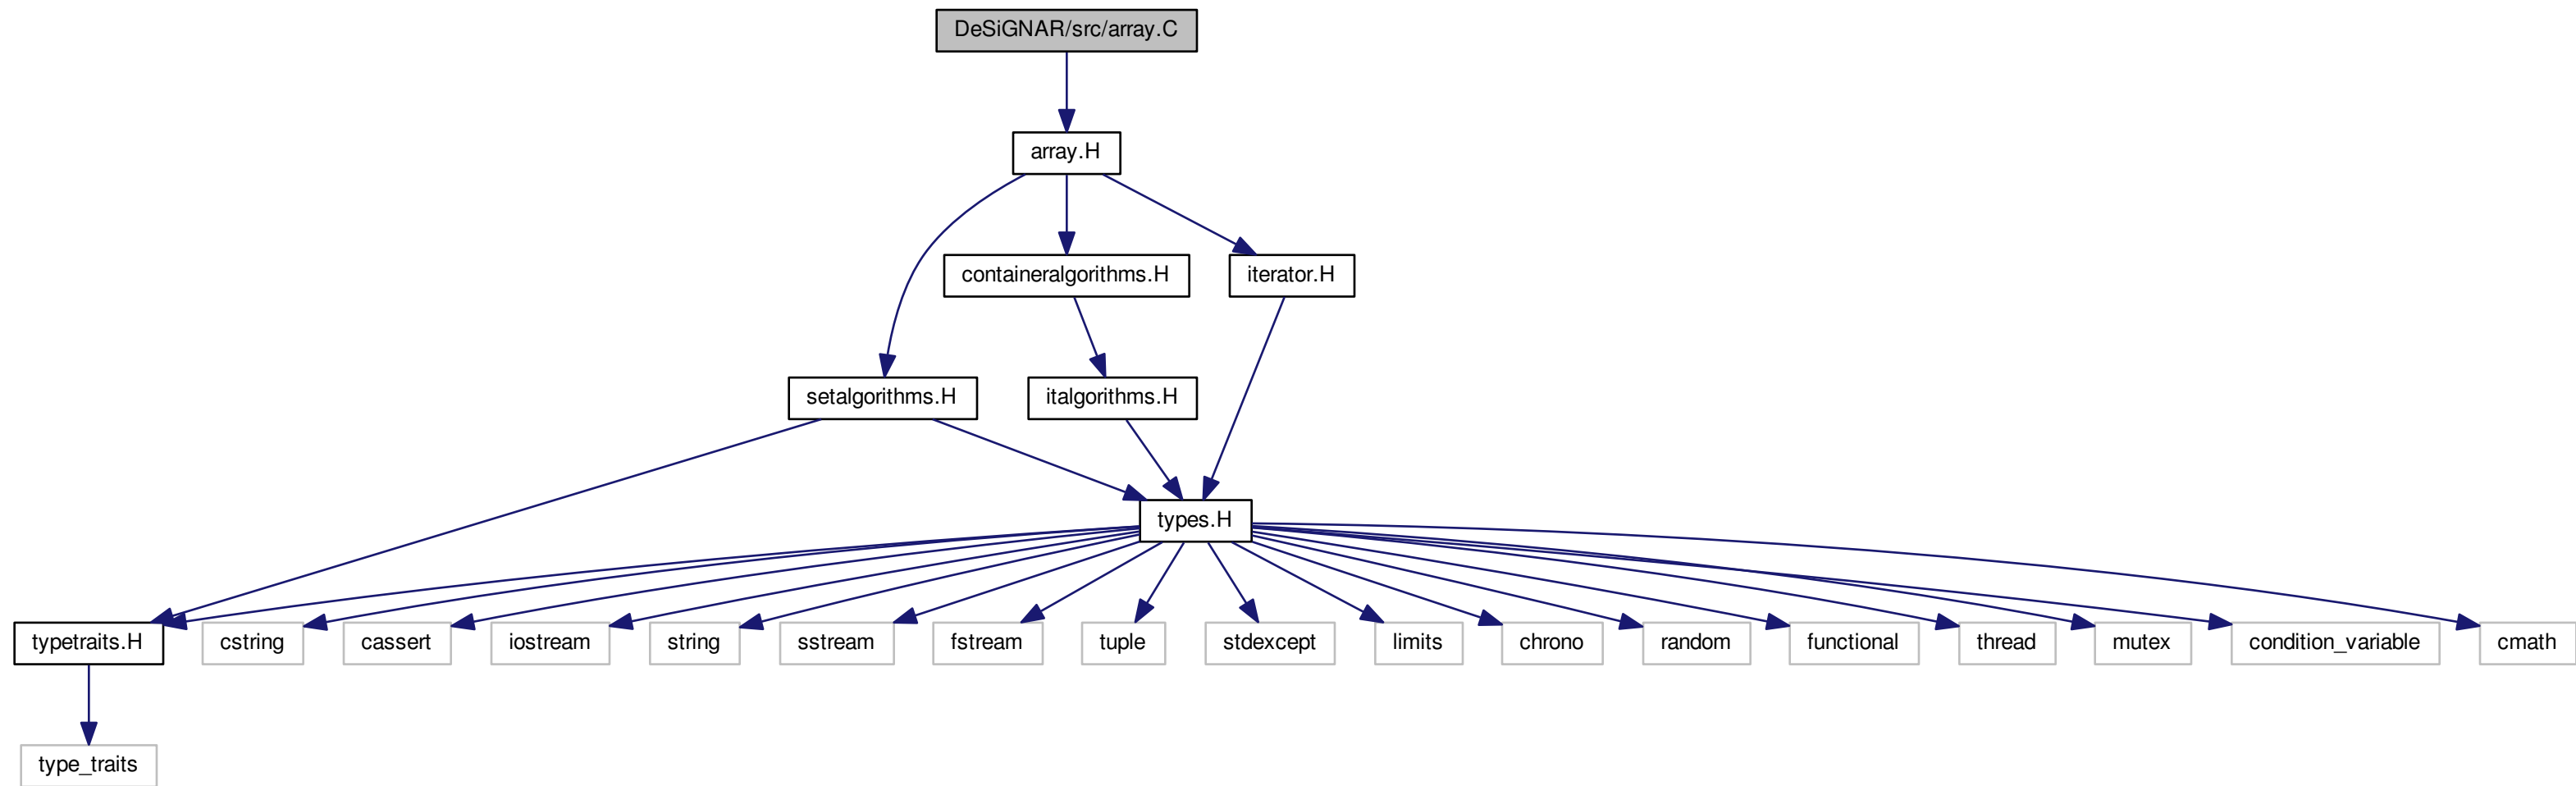 DeSiGNAR/src/array.C
array.H
containeralgorithms.H
iterator.H
setalgorithms.H
italgorithms.H
types.H
typetraits.H
cstring
cassert
iostream
string
sstream
fstream
tuple
stdexcept
limits
chrono
random
functional
thread
mutex
condition_variable
cmath
type_traits